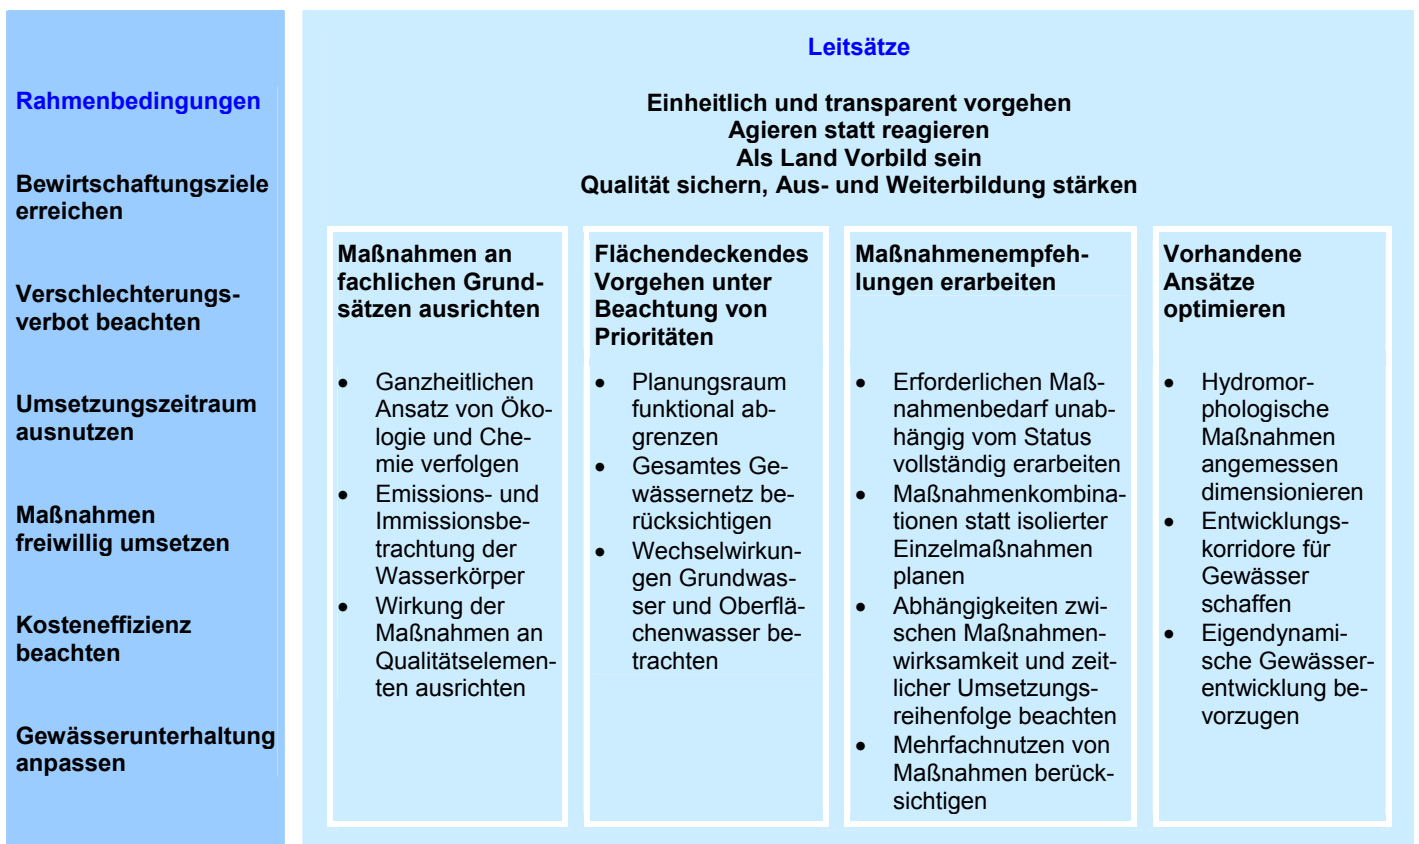 Rahmenbedingungen
Bewirtschaftungsziele
erreichen
Verschlechterungs-
verbot beachten
Umsetzungszeitraum
ausnutzen
Maßnahmen
freiwillig umsetzen
Kosteneffizienz
beachten
Gewässerunterhaltung
anpassen
Leitsätze
Einheitlich und transparent vorgehen
Agieren statt reagieren
Als Land Vorbild sein
Qualität sichern, Aus- und Weiterbildung stärken
Maßnahmen an
fachlichen Grund-
sätzen ausrichten
• Ganzheitlichen
Ansatz von Öko-
logie und Che-
mie verfolgen
• Emissions- und
Immissionsbe-
trachtung der
Wasserkörper
• Wirkung der
Maßnahmen an
Qualitätselemen-
ten ausrichten
Flächendeckendes
Vorgehen unter
Beachtung von
Prioritäten
• Planungsraum
funktional ab-
grenzen
• Gesamtes Ge-
wässernetz be-
rücksichtigen
• Wechselwirkun-
gen Grundwas-
ser und Oberflä-
chenwasser be-
trachten
Maßnahmenempfeh-
lungen erarbeiten
• Erforderlichen Maß-
nahmenbedarf unab-
hängig vom Status
vollständig erarbeiten
• Maßnahmenkombina-
tionen statt isolierter
Einzelmaßnahmen
planen
• Abhängigkeiten zwi-
schen Maßnahmen-
wirksamkeit und zeit-
licher Umsetzungs-
reihenfolge beachten
• Mehrfachnutzen von
Maßnahmen berück-
sichtigen
Vorhandene
Ansätze
optimieren
• Hydromor-
phologische
Maßnahmen
angemessen
dimensionieren
• Entwicklungs-
korridore für
Gewässer
schaffen
• Eigendynami-
sche Gewässer-
entwicklung be-
vorzugen